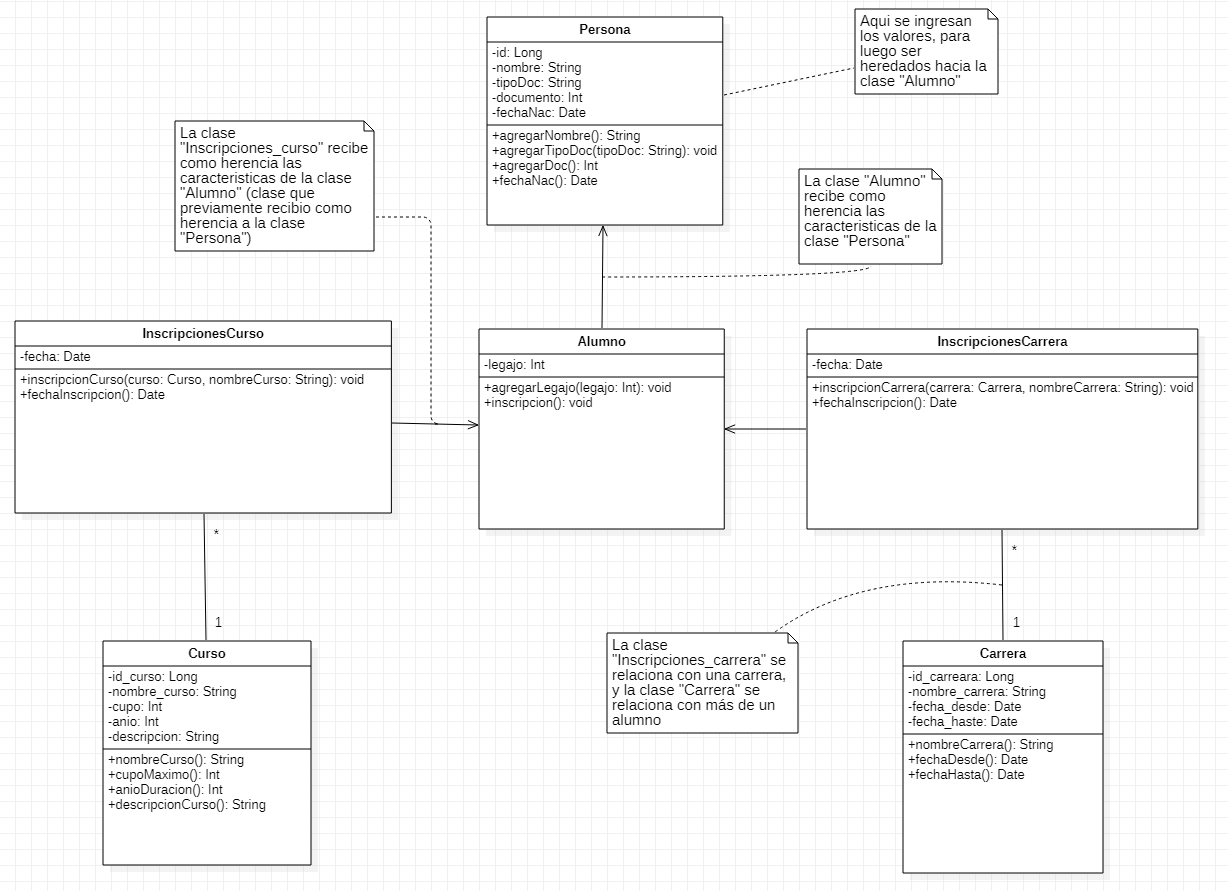 Persona
-id: Long
-nombre: String
-tipoDoc: String
-documento: Int
-fechaNac: Date
+agregarNombre(): String
+agregarTipoDoc(tipoDoc: String): void
+agregarDoc(): Int
+fechaNac(): Date
Aqui se ingresan
los valores, para
luego ser
heredados hacia la
clase "Alumno"
La clase
"Inscripciones_curso" recibe
como herencia las
caracteristicas de la clase
"Alumno" (clase que
previamente recibio como
herencia a la clase
"Persona")
La clase "Alumno"
recibe como
herencia las
caracteristicas de la
clase "Persona"
InscripcionesCurso
-fecha: Date
+inscripcionCurso(curso: Curso, nombreCurso: String): void
+fechaInscripcion(): Date
Alumno
-legajo: Int
+agregarLegajo(legajo: Int): void
+inscripcion(): void
InscripcionesCarrera
-fecha: Date
+inscripcionCarrera(carrera: Carrera, nombreCarrera: String): void
+fechaInscripcion(): Date
*
1
*
1
Curso
-id_curso: Long
-nombre_curso: String
-cupo: Int
-anio: Int
-descripcion: String
+nombreCurso(): String
+cupoMaximo(): Int
+anioDuracion(): Int
+descripcionCurso(): String
La clase
"Inscripciones_carrera" se
relaciona con una carrera,
y la clase "Carrera" se
relaciona con más de un
alumno
Carrera
-id_carreara: Long
-nombre_carrera: String
-fecha_desde: Date
-fecha_haste: Date
+nombreCarrera(): String
+fechaDesde(): Date
+fechaHasta(): Date